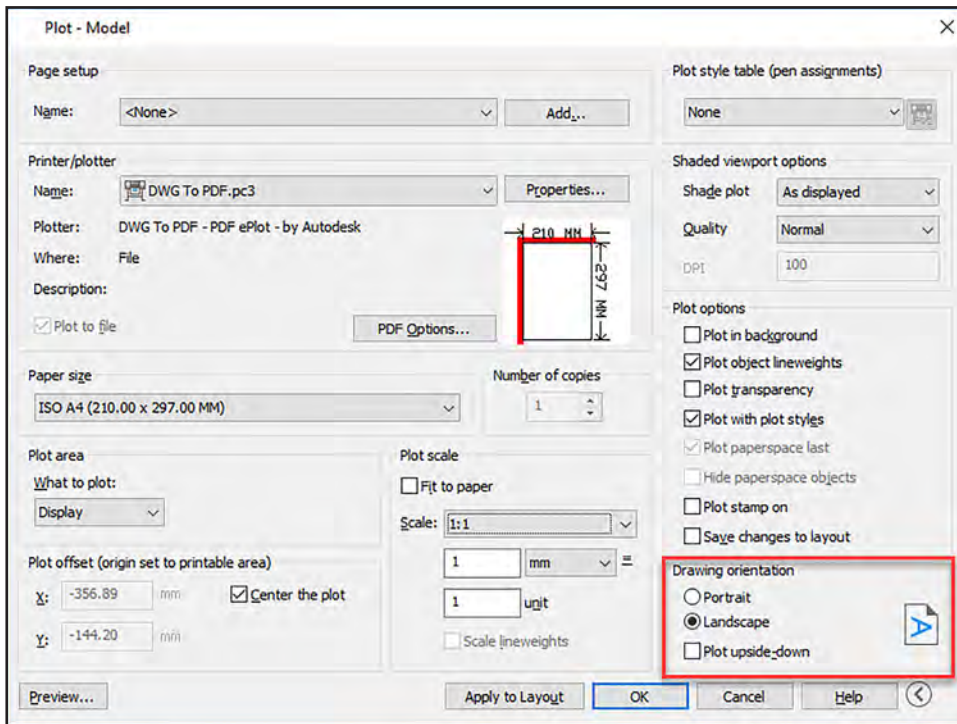 Plot - Model
Page setup
Name: <None> Add...
Printer/plotter
Name: DWG To PDF.pc3 Properties...
Plotter: DWG To PDF - PDF ePlot - by Autodesk
Where: File
Description:
Plot to file
PDF Options...
210 MM
297 MM
Paper size
ISO A4 (210.00 x 297.00 MM)
Number of copies
1
Plot area
What to plot:
Display
Plot offset (origin set to printable area)
X: -356.89 mm Center the plot
Y: -144.20 mm
Plot scale
Fit to paper
Scale: 1:1
1 mm =
1 unit
Scale lineweights
Plot style table (pen assignments)
None
Shaded viewport options
Shade plot As displayed
Quality Normal
DPI 100
Plot options
Plot in background
Plot object lineweights
Plot transparency
Plot with plot styles
Plot paperspace last
Hide paperspace objects
Plot stamp on
Save changes to layout
Drawing orientation
Portrait
Landscape
Plot upside-down
A
Preview... Apply to Layout OK Cancel Help